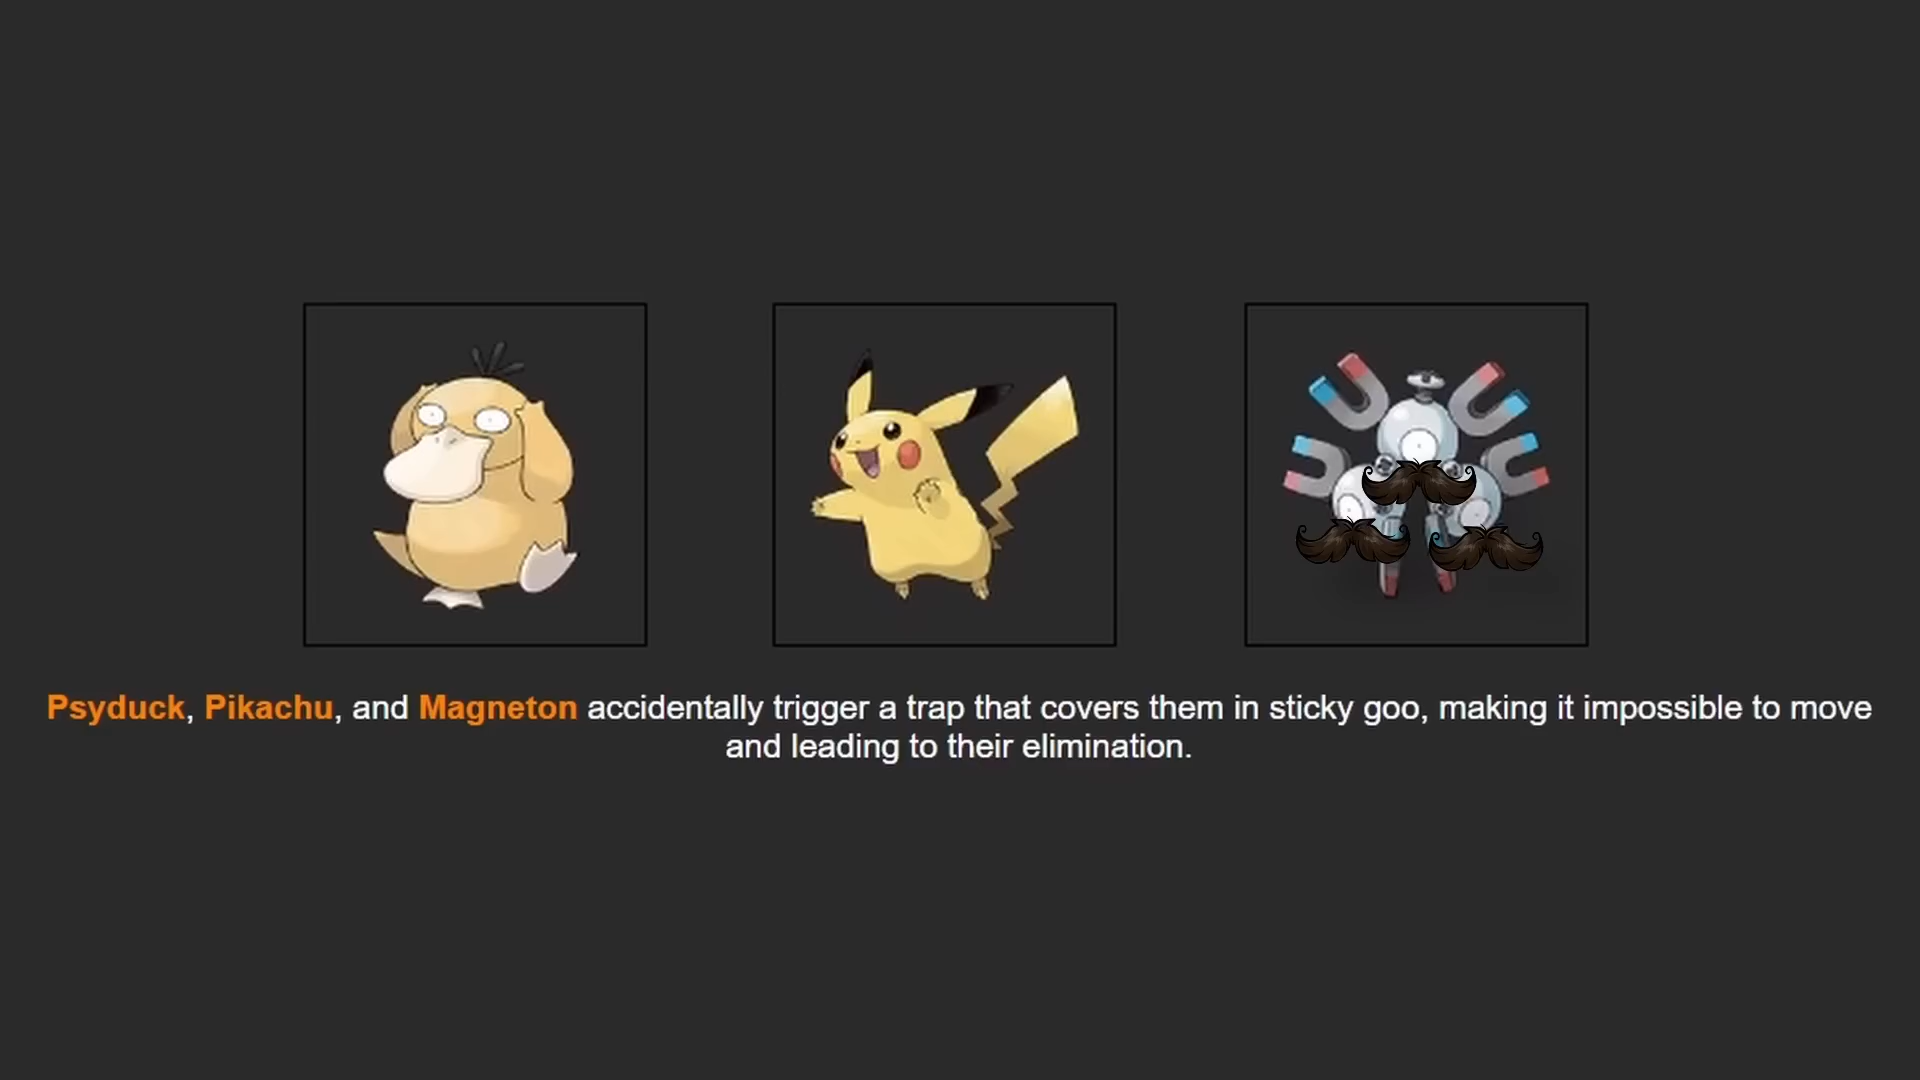 Psyduck, Pikachu, and Magneton accidentally trigger a trap that covers them in sticky goo, making it impossible to move
and leading to their elimination.